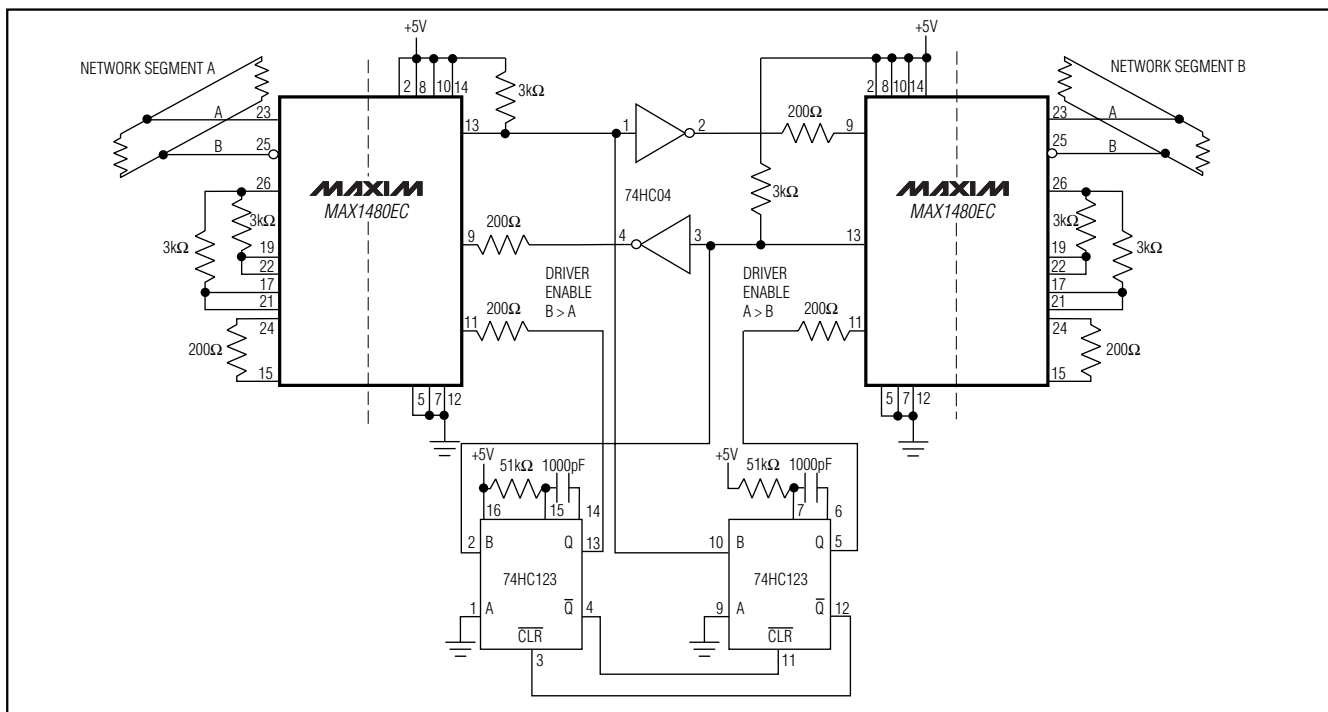 +5V
+5V
NETWORK SEGMENT A
NETWORK SEGMENT B
2 8 10 14
3kΩ
2 8 10 14
A 23
13
1 2
200Ω
9
23 A
B 25
25 B
MAXIM
MAX1480EC
74HC04
3kΩ
MAXIM
MAX1480EC
26
26
3kΩ
3kΩ
3kΩ
3kΩ
19
22
17
21
24
200Ω
15
9
200Ω
4 3
13
19
22
17
21
24
200Ω
15
DRIVER
ENABLE
B > A
DRIVER
ENABLE
A > B
11
200Ω
200Ω
11
5 7 12
5 7 12
+5V
51kΩ
1000pF
+5V
51kΩ
1000pF
16 15 14
7 6
2 B Q 13
10 B Q 5
74HC123
74HC123
1 A Q̅ 4
9 A Q̅ 12
C̅L̅R̅
C̅L̅R̅
3
11